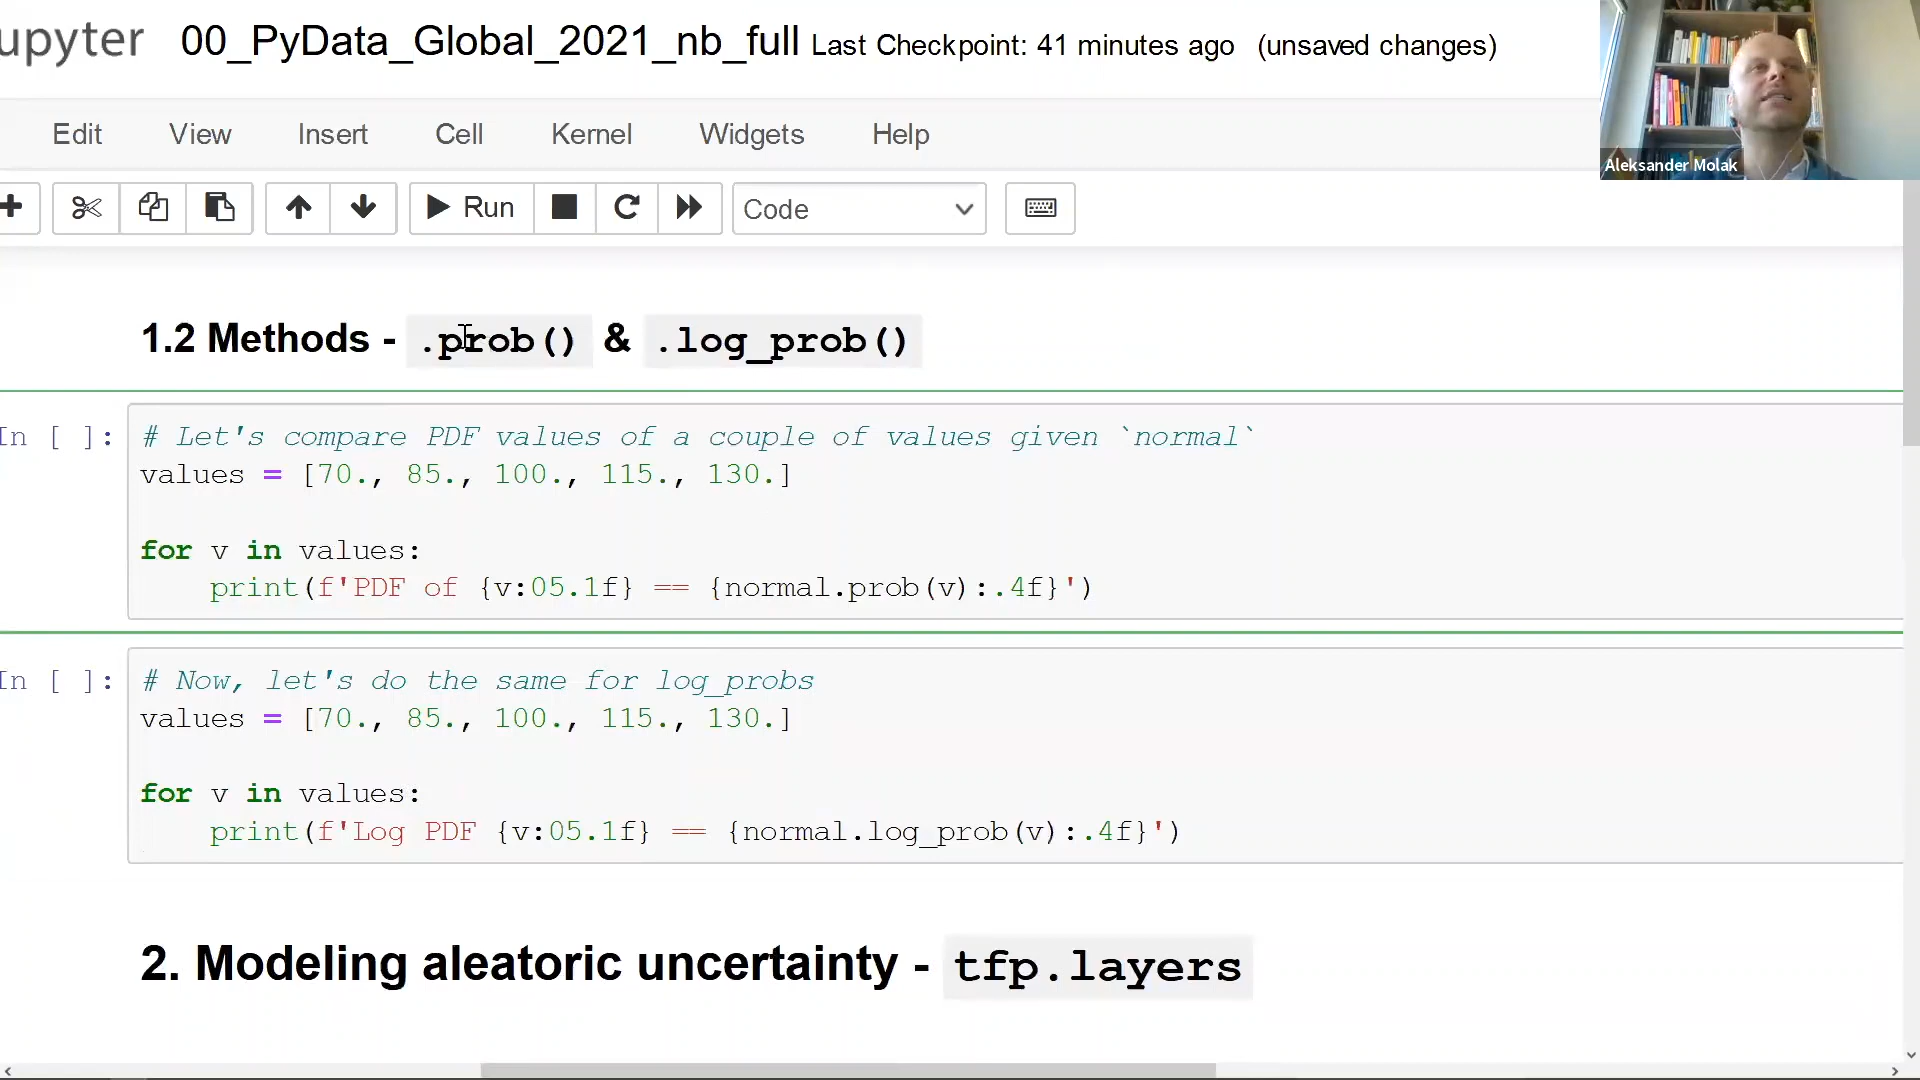 upyter 00_PyData_Global_2021_nb_full Last Checkpoint: 41 minutes ago (unsaved changes)
Aleksander Molak
Edit View Insert Cell Kernel Widgets Help
Run Code
1.2 Methods - .prob() & .log_prob()
In [ ]: # Let's compare PDF values of a couple of values given `normal`
values = [70., 85., 100., 115., 130.]
for v in values:
    print(f'PDF of {v:05.1f} == {normal.prob(v):.4f}')
In [ ]: # Now, let's do the same for log_probs
values = [70., 85., 100., 115., 130.]
for v in values:
    print(f'Log PDF {v:05.1f} == {normal.log_prob(v):.4f}')
2. Modeling aleatoric uncertainty - tfp.layers